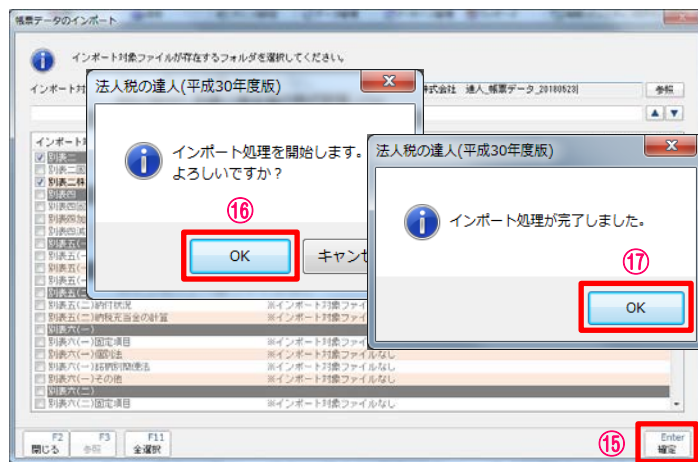 帳票データのインポート
インポート対象ファイルが存在するフォルダを選択してください。
インポート対
株式会社 達人_帳票データ_20180523
参照
▲ ▼
インポート対
別表二
別表二株
別表四
別表五(一
別表五(一
別表五(一
別表五(二)納付状況 ※インポート対象ファイ
別表五(二)納税充当金の計算 ※インポート対象ファイ
別表六(一)
別表六(一)固定項目 ※インポート対象ファイルなし
別表六(一)個別法 ※インポート対象ファイルなし
別表六(一)銘柄別簡便法 ※インポート対象ファイルなし
別表六(一)その他 ※インポート対象ファイルなし
別表六(二)
別表六(二)固定項目 ※インポート対象ファイルなし
法人税の達人(平成30年度版)
インポート処理を開始します。
よろしいですか?
⑯
OK
キャンセ
法人税の達人(平成30年度版)
インポート処理が完了しました。
⑰
OK
F2 F3 F11
閉じる 参照 全選択
⑮
Enter
確定